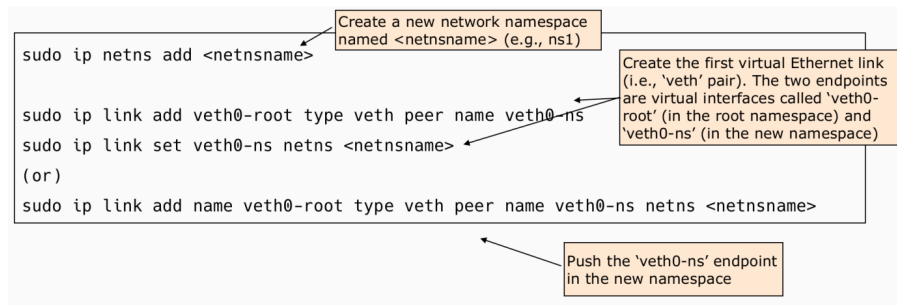 Create a new network namespace
named <netnsname> (e.g., ns1)
sudo ip netns add <netnsname>
Create the first virtual Ethernet link
(i.e., ‘veth’ pair). The two endpoints
are virtual interfaces called ‘veth0-
root’ (in the root namespace) and
‘veth0-ns’ (in the new namespace)
sudo ip link add veth0-root type veth peer name veth0-ns
sudo ip link set veth0-ns netns <netnsname>
(or)
sudo ip link add name veth0-root type veth peer name veth0-ns netns <netnsname>
Push the ‘veth0-ns’ endpoint
in the new namespace